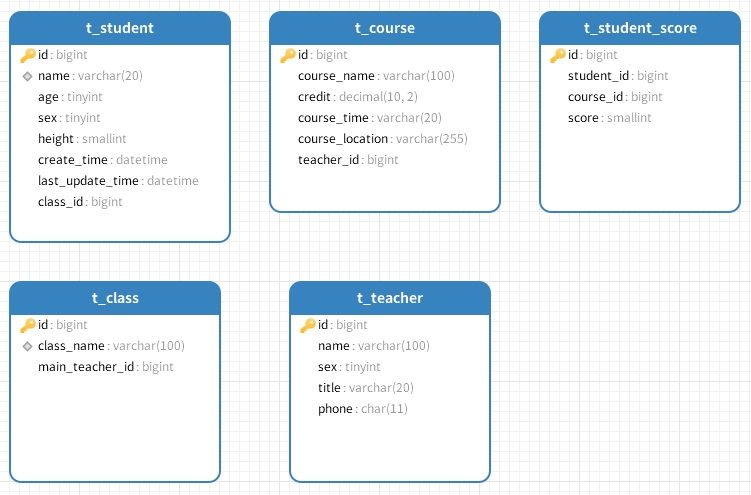 t_student
id : bigint
name : varchar(20)
age : tinyint
sex : tinyint
height : smallint
create_time : datetime
last_update_time : datetime
class_id : bigint
t_course
id : bigint
course_name : varchar(100)
credit : decimal(10, 2)
course_time : varchar(20)
course_location : varchar(255)
teacher_id : bigint
t_student_score
id : bigint
student_id : bigint
course_id : bigint
score : smallint
t_class
id : bigint
class_name : varchar(100)
main_teacher_id : bigint
t_teacher
id : bigint
name : varchar(100)
sex : tinyint
title : varchar(20)
phone : char(11)